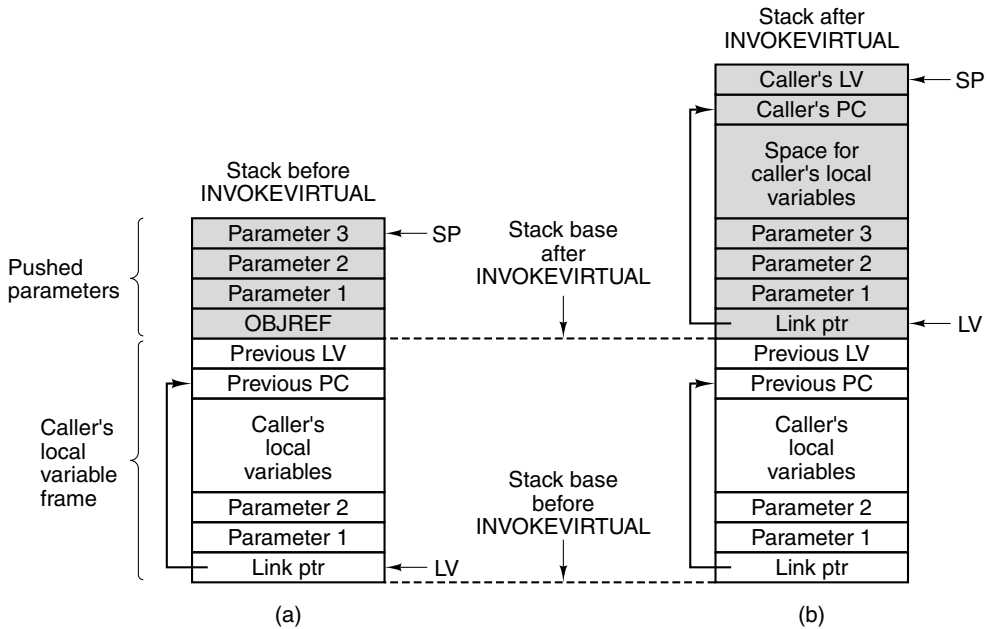 Stack after
INVOKEVIRTUAL
Caller's LV
SP
Caller's PC
Space for
caller's local
variables
Parameter 3
Parameter 2
Parameter 1
Link ptr
LV
Previous LV
Previous PC
Caller's
local
variables
Parameter 2
Parameter 1
Link ptr
(b)
Stack before
INVOKEVIRTUAL
Parameter 3
SP
Parameter 2
Parameter 1
OBJREF
Pushed
parameters
Previous LV
Previous PC
Caller's
local
variables
Parameter 2
Parameter 1
Link ptr
LV
Caller's
local
variable
frame
(a)
Stack base
after
INVOKEVIRTUAL
Stack base
before
INVOKEVIRTUAL